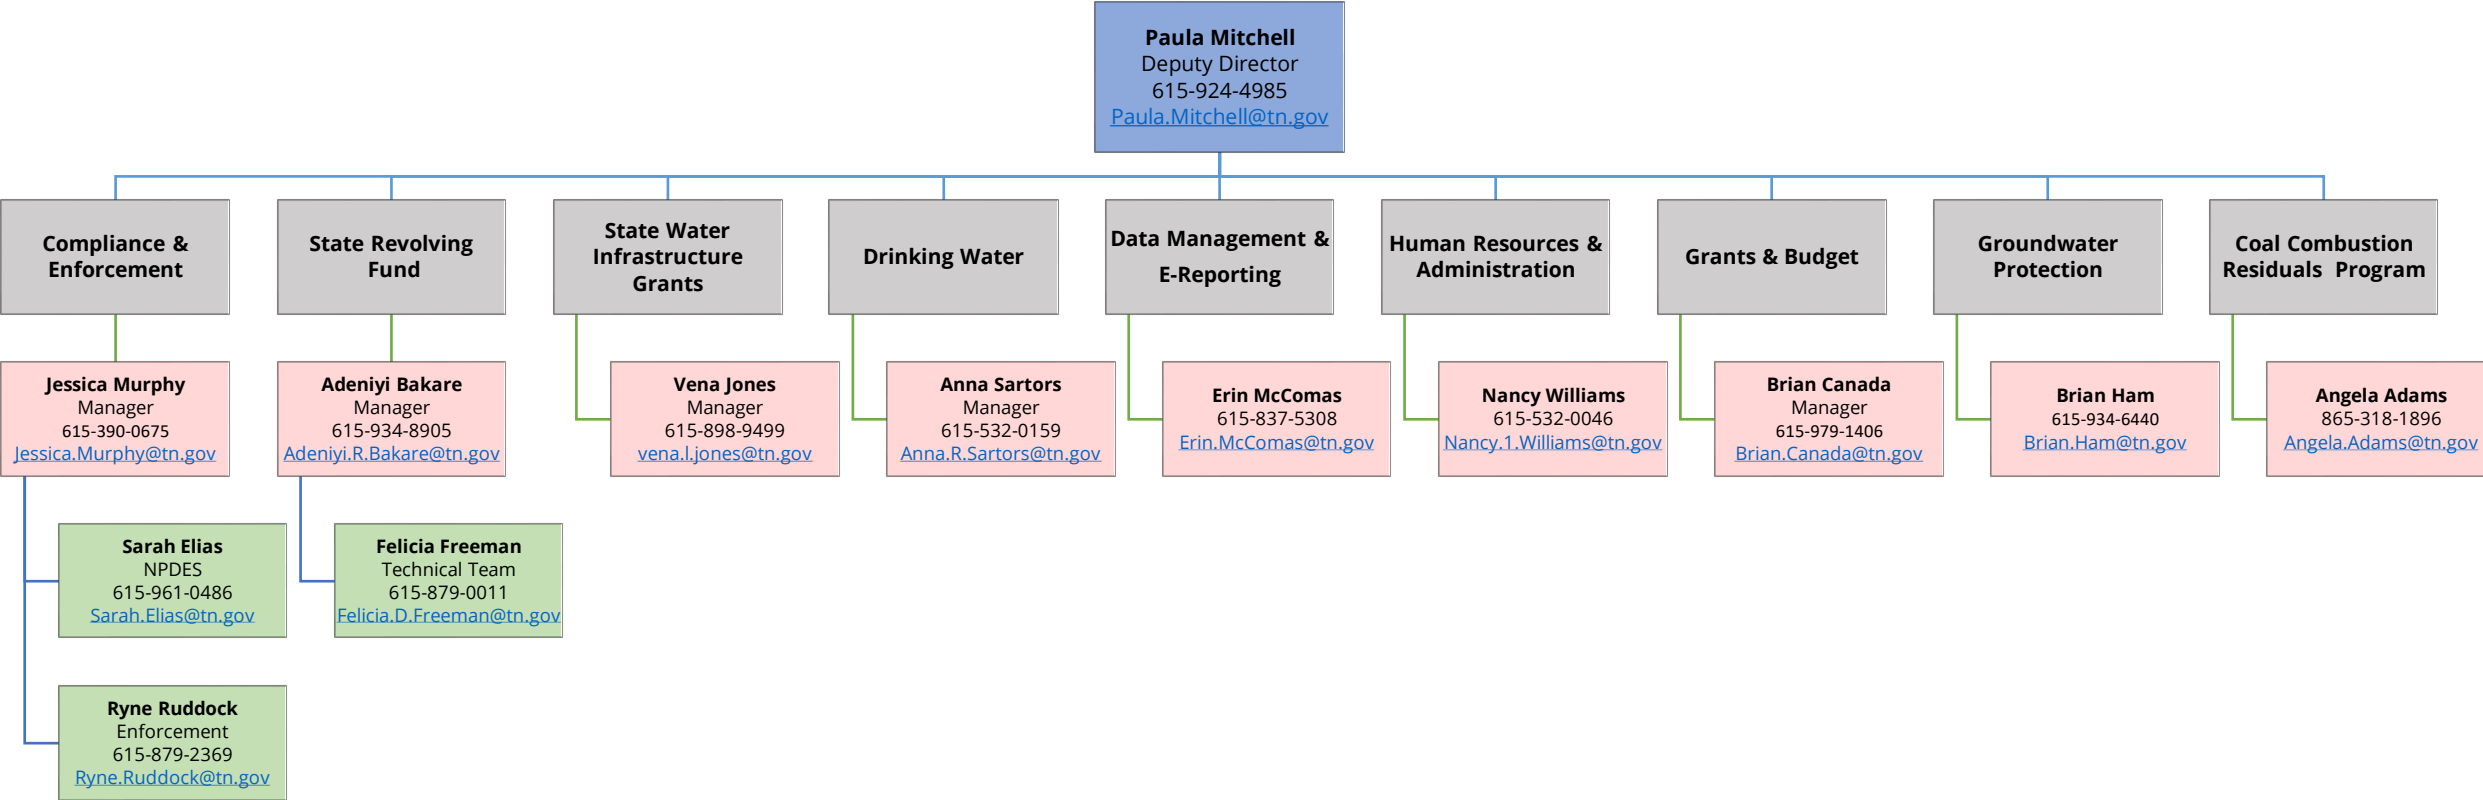 Paula Mitchell
Deputy Director
615-924-4985
Paula.Mitchell@tn.gov
Compliance &
Enforcement
State Revolving
Fund
State Water
Infrastructure
Grants
Drinking Water
Data Management &
E-Reporting
Human Resources &
Administration
Grants & Budget
Groundwater
Protection
Coal Combustion
Residuals Program
Jessica Murphy
Manager
615-390-0675
Jessica.Murphy@tn.gov
Adeniyi Bakare
Manager
615-934-8905
Adeniyi.R.Bakare@tn.gov
Vena Jones
Manager
615-898-9499
vena.l.jones@tn.gov
Anna Sartors
Manager
615-532-0159
Anna.R.Sartors@tn.gov
Erin McComas
615-837-5308
Erin.McComas@tn.gov
Nancy Williams
615-532-0046
Nancy.1.Williams@tn.gov
Brian Canada
Manager
615-979-1406
Brian.Canada@tn.gov
Brian Ham
615-934-6440
Brian.Ham@tn.gov
Angela Adams
865-318-1896
Angela.Adams@tn.gov
Sarah Elias
NPDES
615-961-0486
Sarah.Elias@tn.gov
Felicia Freeman
Technical Team
615-879-0011
Felicia.D.Freeman@tn.gov
Ryne Ruddock
Enforcement
615-879-2369
Ryne.Ruddock@tn.gov